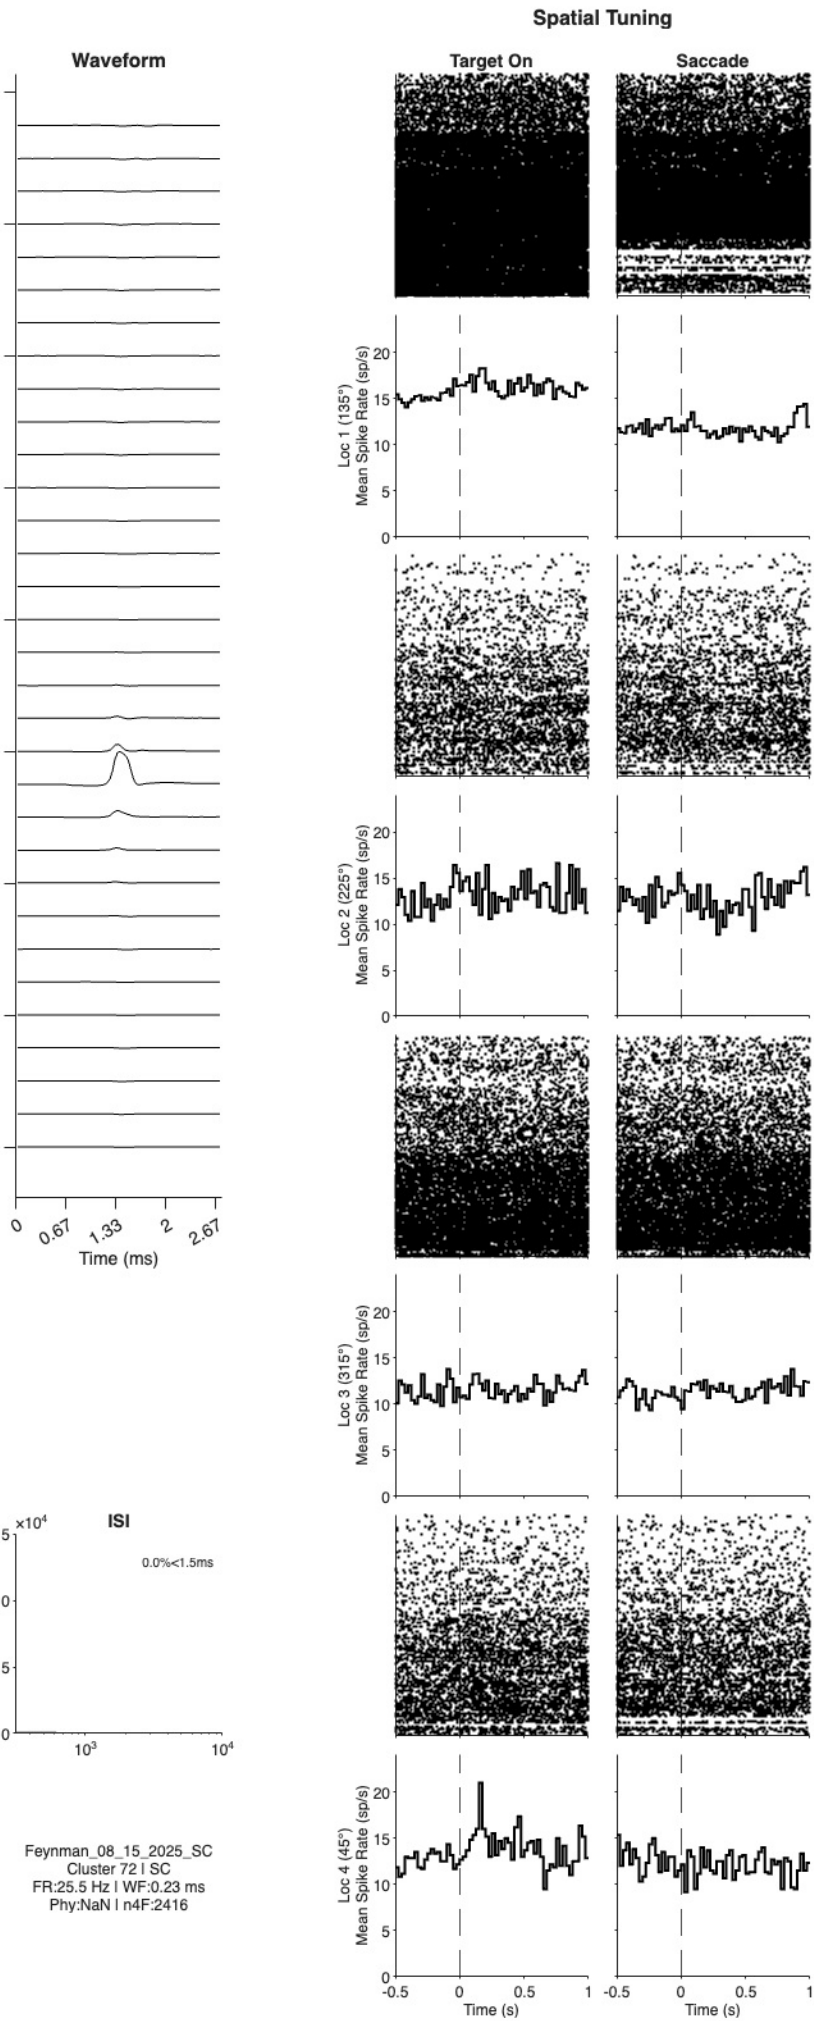 Spatial Tuning
Waveform
Target On
Saccade
20
15
10
5
0
Loc 1 (135°)
Mean Spike Rate (sp/s)
20
15
10
5
0
Loc 2 (225°)
Mean Spike Rate (sp/s)
0
0.67
1.33
2
2.67
Time (ms)
20
15
10
5
0
Loc 3 (315°)
Mean Spike Rate (sp/s)
×10⁴
ISI
5
0.0%<1.5ms
0
5
0
10³
10⁴
Feynman_08_15_2025_SC
Cluster 72 | SC
FR:25.5 Hz | WF:0.23 ms
Phy:NaN | n4F:2416
20
15
10
5
0
Loc 4 (45°)
Mean Spike Rate (sp/s)
-0.5
0
0.5
1
Time (s)
-0.5
0
0.5
1
Time (s)